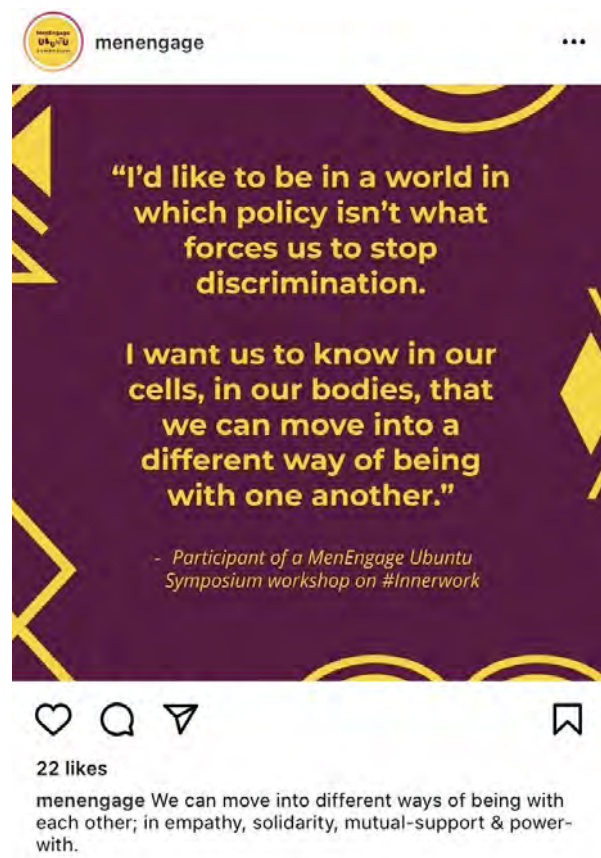 MenEngage
Ubuntu
Symposium
menengage
“I’d like to be in a world in
which policy isn’t what
forces us to stop
discrimination.
I want us to know in our
cells, in our bodies, that
we can move into a
different way of being
with one another.”
- Participant of a MenEngage Ubuntu
Symposium workshop on #Innerwork
22 likes
menengage We can move into different ways of being with
each other; in empathy, solidarity, mutual-support & power-
with.